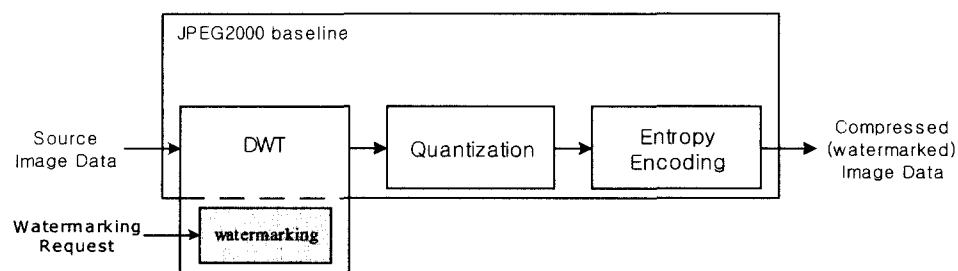 JPEG2000 baseline
Source
Image Data
DWT
Quantization
Entropy
Encoding
Compressed
(watermarked)
Image Data
Watermarking
Request
watermarking